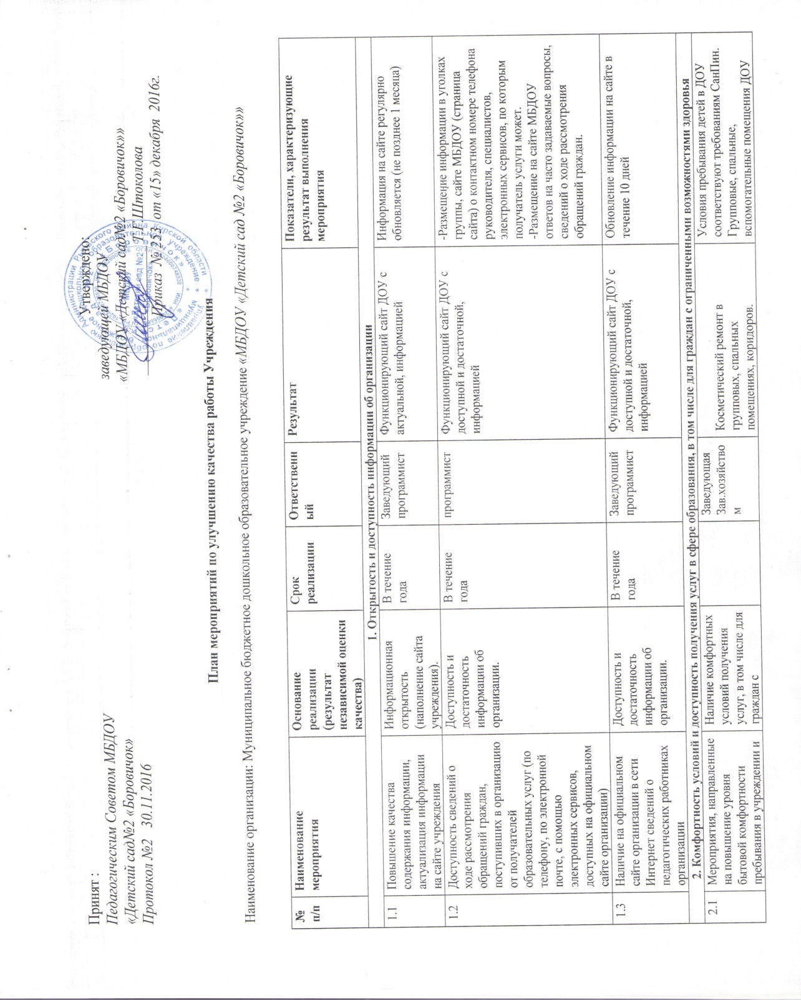 Принят :
Педагогическим Советом МБДОУ
«Детский сад№2 «Боровичок»
Протокол №2 30.11.2016
Утверждено:
заведующей МБДОУ
«МБДОУ «Детский сад№2 «Боровичок»»
Т.Е.Штоколова
Приказ № 253 от «15» декабря 2016г.
План мероприятий по улучшению качества работы Учреждения
Наименование организации: Муниципальное бюджетное дошкольное образовательное учреждение «МБДОУ «Детский сад №2 «Боровичок»»
№
п/п
Наименование
мероприятия
Основание
реализации
(результат
независимой оценки
качества)
Срок
реализации
Ответственн
ый
Результат
Показатели, характеризующие
результат выполнения
мероприятия
1. Открытость и доступность информации об организации
1.1
Повышение качества
содержания информации,
актуализация информации
на сайте учреждения
Информационная
открытость
(наполнение сайта
учреждения).
В течение
года
Заведующий
программист
Функционирующий сайт ДОУ с
актуальной, информацией
Информация на сайте регулярно
обновляется (не позднее 1 месяца)
1.2
Доступность сведений о
ходе рассмотрения
обращений граждан,
поступивших в организацию
от получателей
образовательных услуг (по
телефону, по электронной
почте, с помощью
электронных сервисов,
доступных на официальном
сайте организации)
Доступность и
достаточность
информации об
организации.
В течение
года
программист
Функционирующий сайт ДОУ с
доступной и достаточной,
информацией
-Размещение информации в уголках
группы, сайте МБДОУ (страница
сайта) о контактном номере телефона
руководителя, специалистов,
электронных сервисов, по которым
получатель услуги может.
-Размещение на сайте МБДОУ
ответов на часто задаваемые вопросы,
сведений о ходе рассмотрения
обращений граждан.
1.3
Наличие на официальном
сайте организации в сети
Интернет сведений о
педагогических работниках
организации
Доступность и
достаточность
информации об
организации.
В течение
года
Заведующий
программист
Функционирующий сайт ДОУ с
доступной и достаточной,
информацией
Обновление информации на сайте в
течение 10 дней
2. Комфортность условий и доступность получения услуг в сфере образования, в том числе для граждан с ограниченными возможностями здоровья
2.1
Мероприятия, направленные
на повышение уровня
бытовой комфортности
пребывания в учреждении и
Наличие комфортных
условий получения
услуг, в том числе для
граждан с
Заведующая
Зав.хозяйство
м
Косметический ремонт в
групповых, спальных
помещениях, коридоров.
Условия пребывания детей в ДОУ
соответствуют требованиям СанПин.
Групповые, спальные,
вспомогательные помещения ДОУ